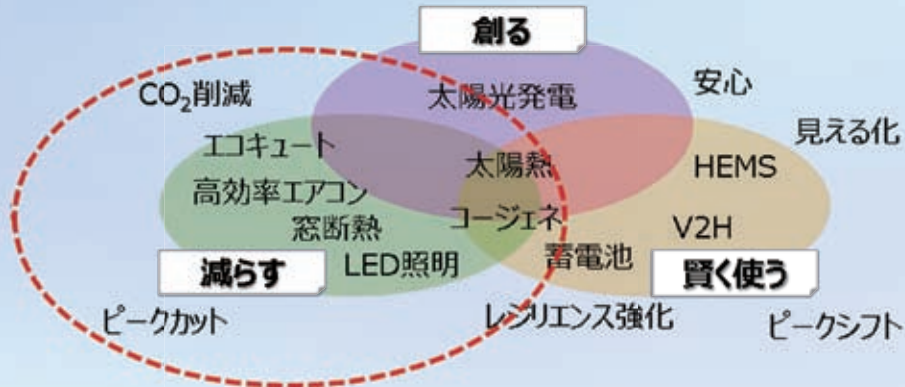 創る
CO₂削減
太陽光発電
安心
見える化
エコキュート
太陽熱
HEMS
高効率エアコン
コージェネ
V2H
窓断熱
蓄電池
減らす
LED照明
賢く使う
ピークカット
レジリエンス強化
ピークシフト